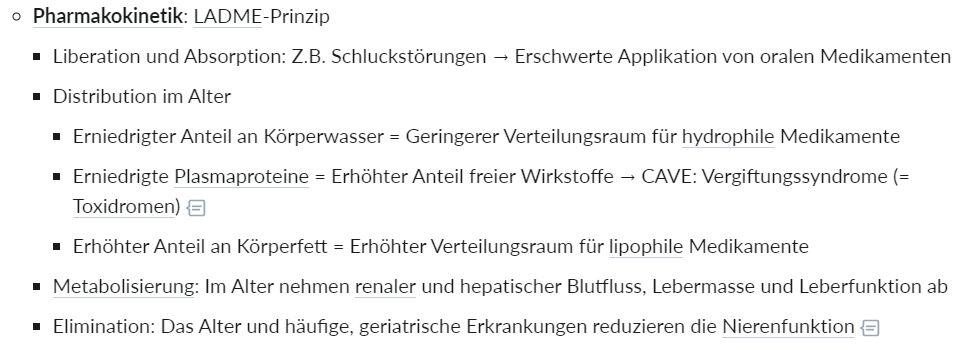 Pharmakokinetik: LADME-Prinzip
Liberation und Absorption: Z.B. Schluckstörungen → Erschwerte Applikation von oralen Medikamenten
Distribution im Alter
Erniedrigter Anteil an Körperwasser = Geringerer Verteilungsraum für hydrophile Medikamente
Erniedrigte Plasmaproteine = Erhöhter Anteil freier Wirkstoffe → CAVE: Vergiftungssyndrome (=
Toxidromen)
Erhöhter Anteil an Körperfett = Erhöhter Verteilungsraum für lipophile Medikamente
Metabolisierung: Im Alter nehmen renaler und hepatischer Blutfluss, Lebermasse und Leberfunktion ab
Elimination: Das Alter und häufige, geriatrische Erkrankungen reduzieren die Nierenfunktion